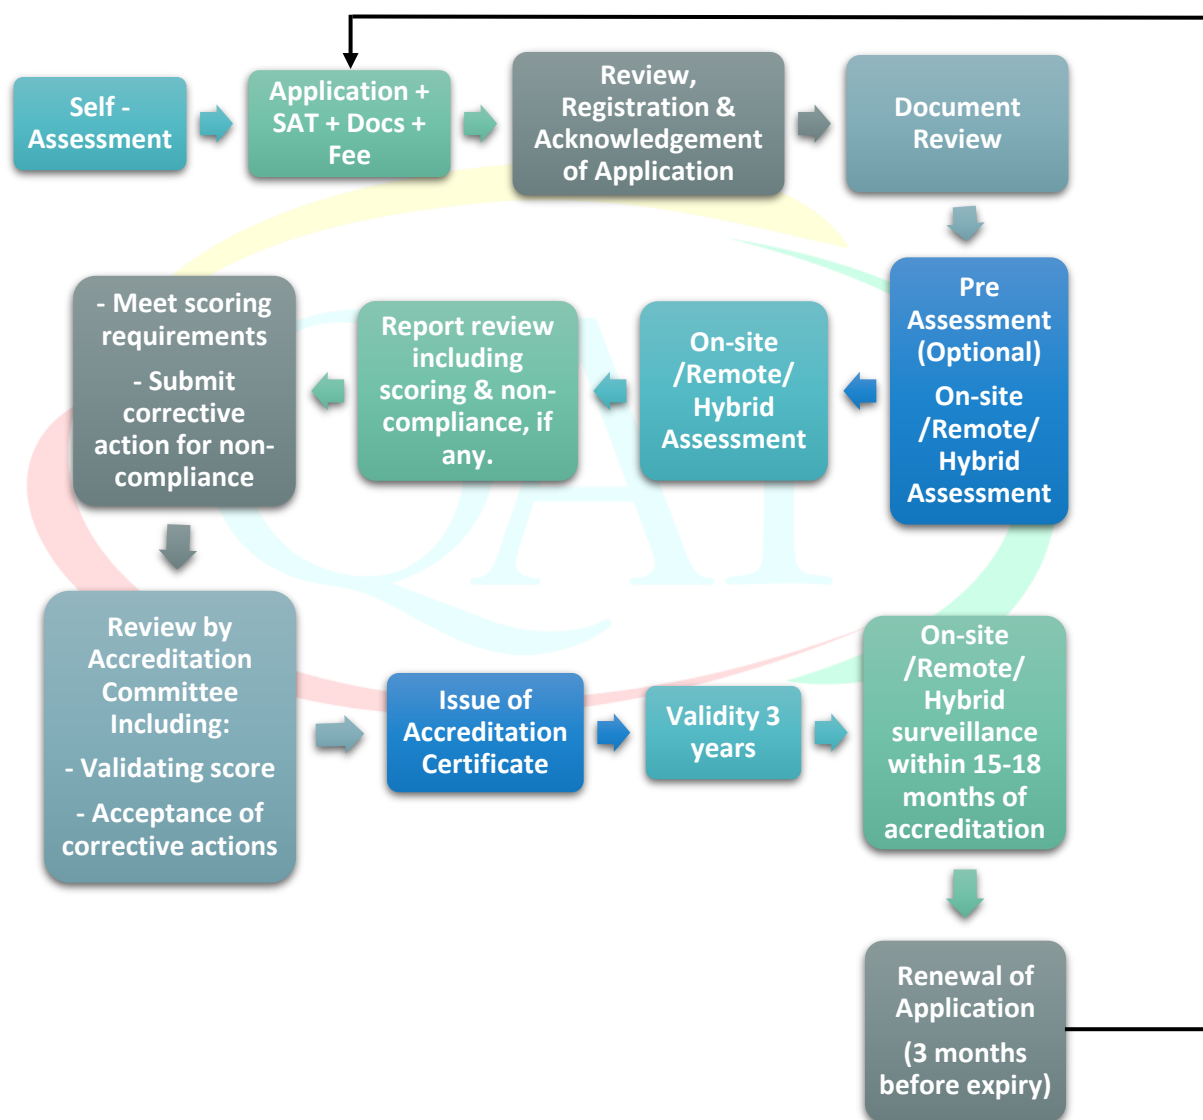 Self -
Assessment
Application +
SAT + Docs +
Fee
Review,
Registration &
Acknowledgement
of Application
Document
Review
Pre
Assessment
(Optional)
On-site
/Remote/
Hybrid
Assessment
On-site
/Remote/
Hybrid
Assessment
Report review
including
scoring & non-
compliance, if
any.
- Meet scoring
requirements
- Submit
corrective
action for non-
compliance
Review by
Accreditation
Committee
Including:
- Validating score
- Acceptance of
corrective actions
Issue of
Accreditation
Certificate
Validity 3
years
On-site
/Remote/
Hybrid
surveillance
within 15-18
months of
accreditation
Renewal of
Application
(3 months
before expiry)
QAI